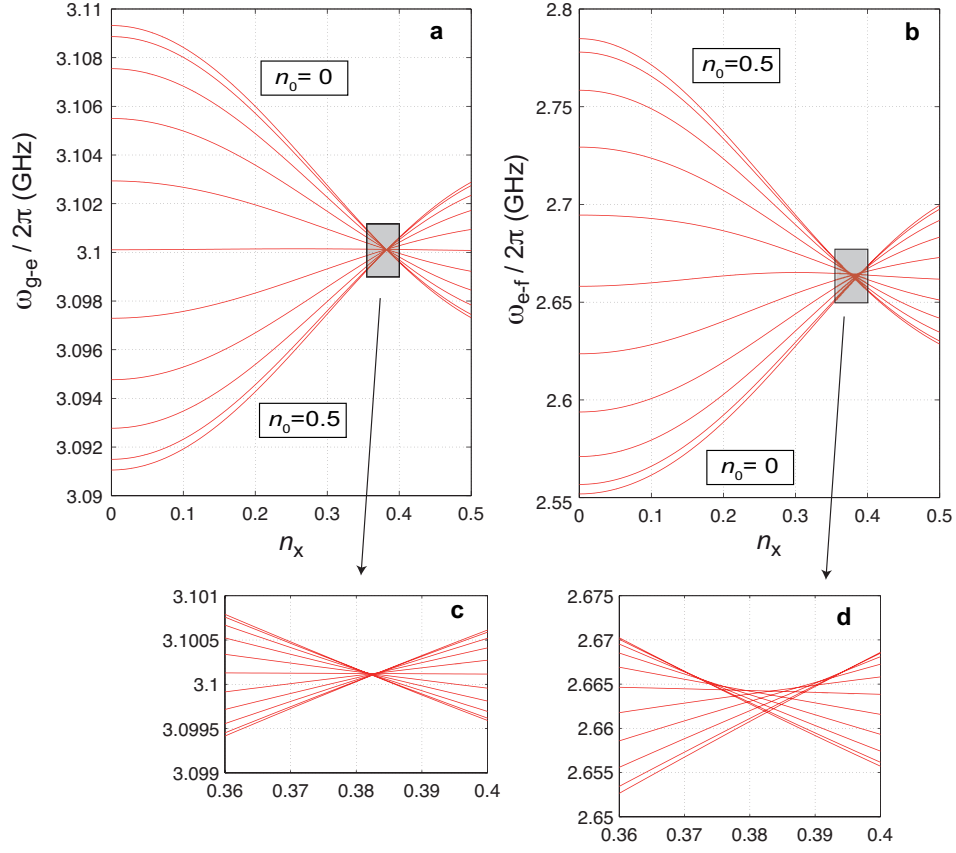 a
3.11
3.108
3.106
3.104
3.102
3.1
3.098
3.096
3.094
3.092
3.09
ω g-e / 2π (GHz)
n0= 0
n0=0.5
0 0.1 0.2 0.3 0.4 0.5
nx
b
2.8
2.75
2.7
2.65
2.6
2.55
ω e-f / 2π (GHz)
n0=0.5
n0= 0
0 0.1 0.2 0.3 0.4 0.5
nx
c
3.101
3.1005
3.1
3.0995
3.099
0.36 0.37 0.38 0.39 0.4
d
2.675
2.67
2.665
2.66
2.655
2.65
0.36 0.37 0.38 0.39 0.4